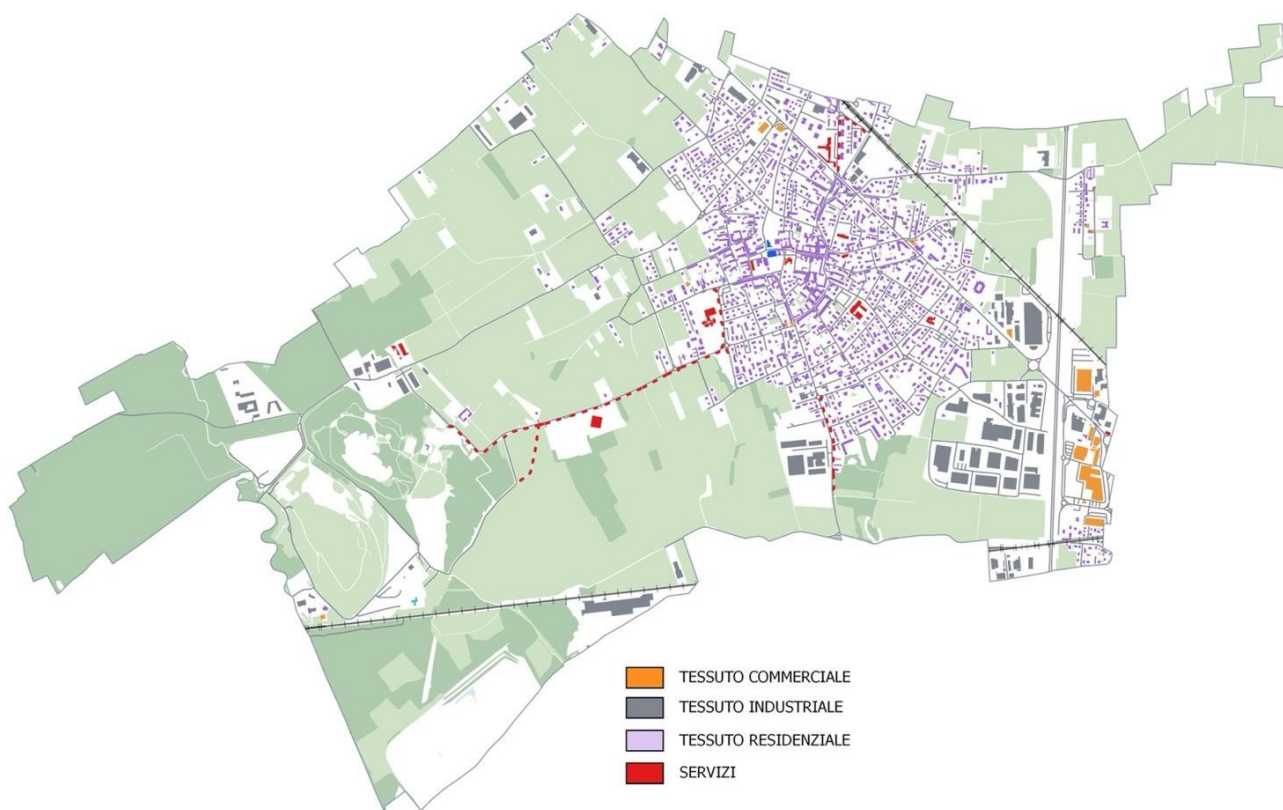 TESSUTO COMMERCIALE
TESSUTO INDUSTRIALE
TESSUTO RESIDENZIALE
SERVIZI